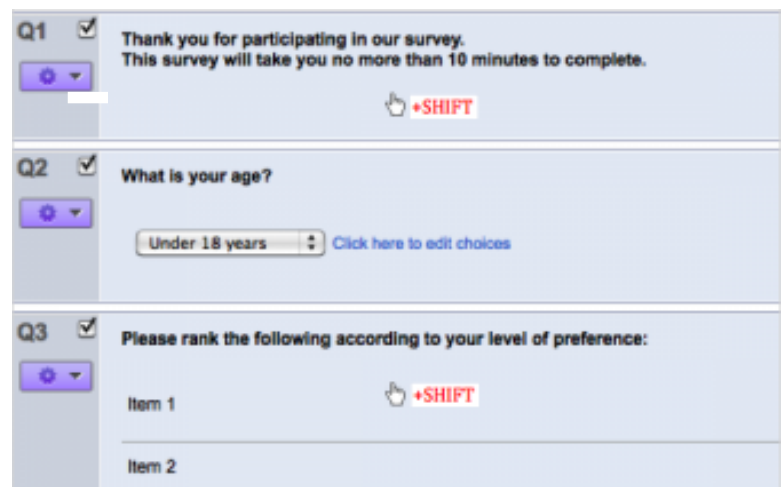 Q1
Thank you for participating in our survey.
This survey will take you no more than 10 minutes to complete.
+SHIFT
Q2
What is your age?
Under 18 years Click here to edit choices
Q3
Please rank the following according to your level of preference:
+SHIFT
Item 1
Item 2